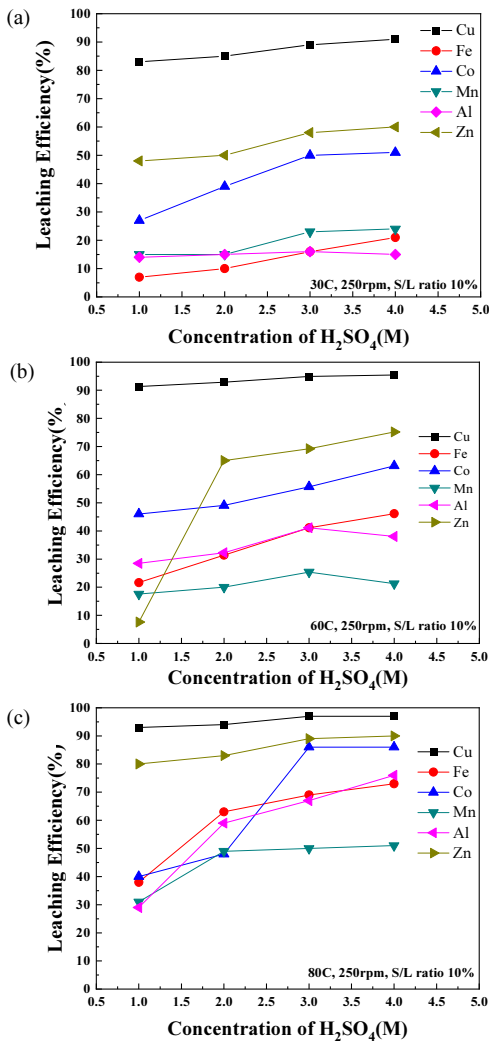 (a)
100
90
80
70
60
50
40
30
20
10
0
Leaching Efficiency(%)
Cu
Fe
Co
Mn
Al
Zn
30C, 250rpm, S/L ratio 10%
0.5 1.0 1.5 2.0 2.5 3.0 3.5 4.0 4.5 5.0
Concentration of H₂SO₄(M)
(b)
100
90
80
70
60
50
40
30
20
10
0
Leaching Efficiency(%
Cu
Fe
Co
Mn
Al
Zn
60C, 250rpm, S/L ratio 10%
0.5 1.0 1.5 2.0 2.5 3.0 3.5 4.0 4.5 5.0
Concentration of H₂SO₄(M)
(c)
100
90
80
70
60
50
40
30
20
10
0
Leaching Efficiency(%
Cu
Fe
Co
Mn
Al
Zn
80C, 250rpm, S/L ratio 10%
0.5 1.0 1.5 2.0 2.5 3.0 3.5 4.0 4.5 5.0
Concentration of H₂SO₄(M)